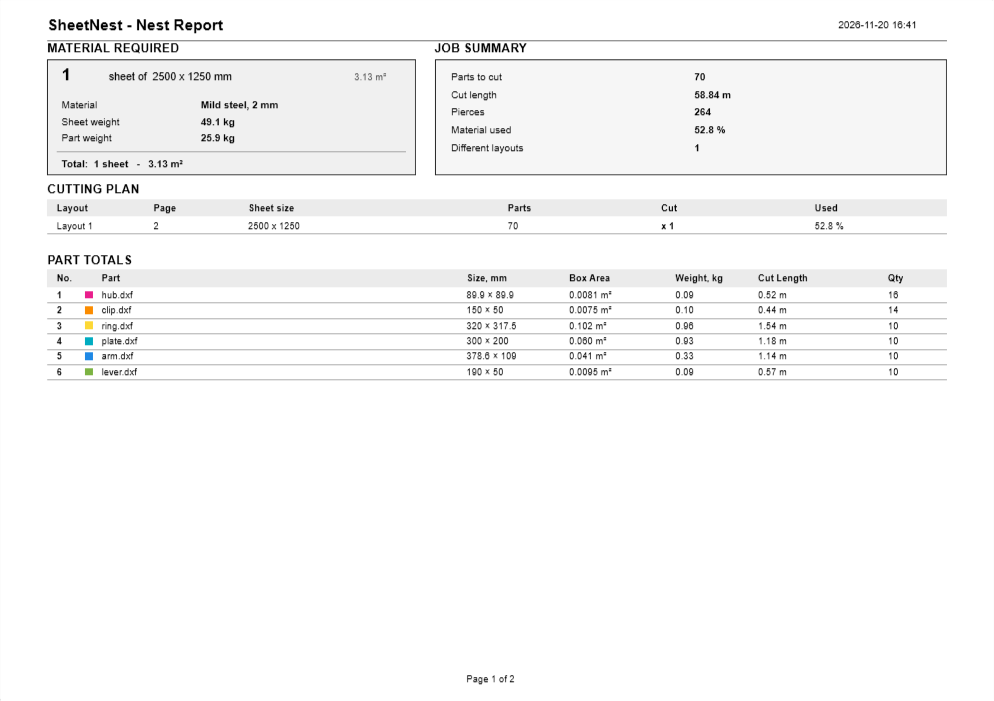 SheetNest - Nest Report
2026-11-20 16:41
MATERIAL REQUIRED
1 sheet of 2500 x 1250 mm 3.13 m²
Material Mild steel, 2 mm
Sheet weight 49.1 kg
Part weight 25.9 kg
Total: 1 sheet - 3.13 m²
JOB SUMMARY
Parts to cut 70
Cut length 58.84 m
Pierces 264
Material used 52.8 %
Different layouts 1
CUTTING PLAN
Layout Page Sheet size Parts Cut Used
Layout 1 2 2500 x 1250 70 x 1 52.8 %
PART TOTALS
No. Part Size, mm Box Area Weight, kg Cut Length Qty
1 hub.dxf 89.9 × 89.9 0.0081 m² 0.09 0.52 m 16
2 clip.dxf 150 × 50 0.0075 m² 0.10 0.44 m 14
3 ring.dxf 320 × 317.5 0.102 m² 0.96 1.54 m 10
4 plate.dxf 300 × 200 0.060 m² 0.93 1.18 m 10
5 arm.dxf 378.6 × 109 0.041 m² 0.33 1.14 m 10
6 lever.dxf 190 × 50 0.0095 m² 0.09 0.57 m 10
Page 1 of 2